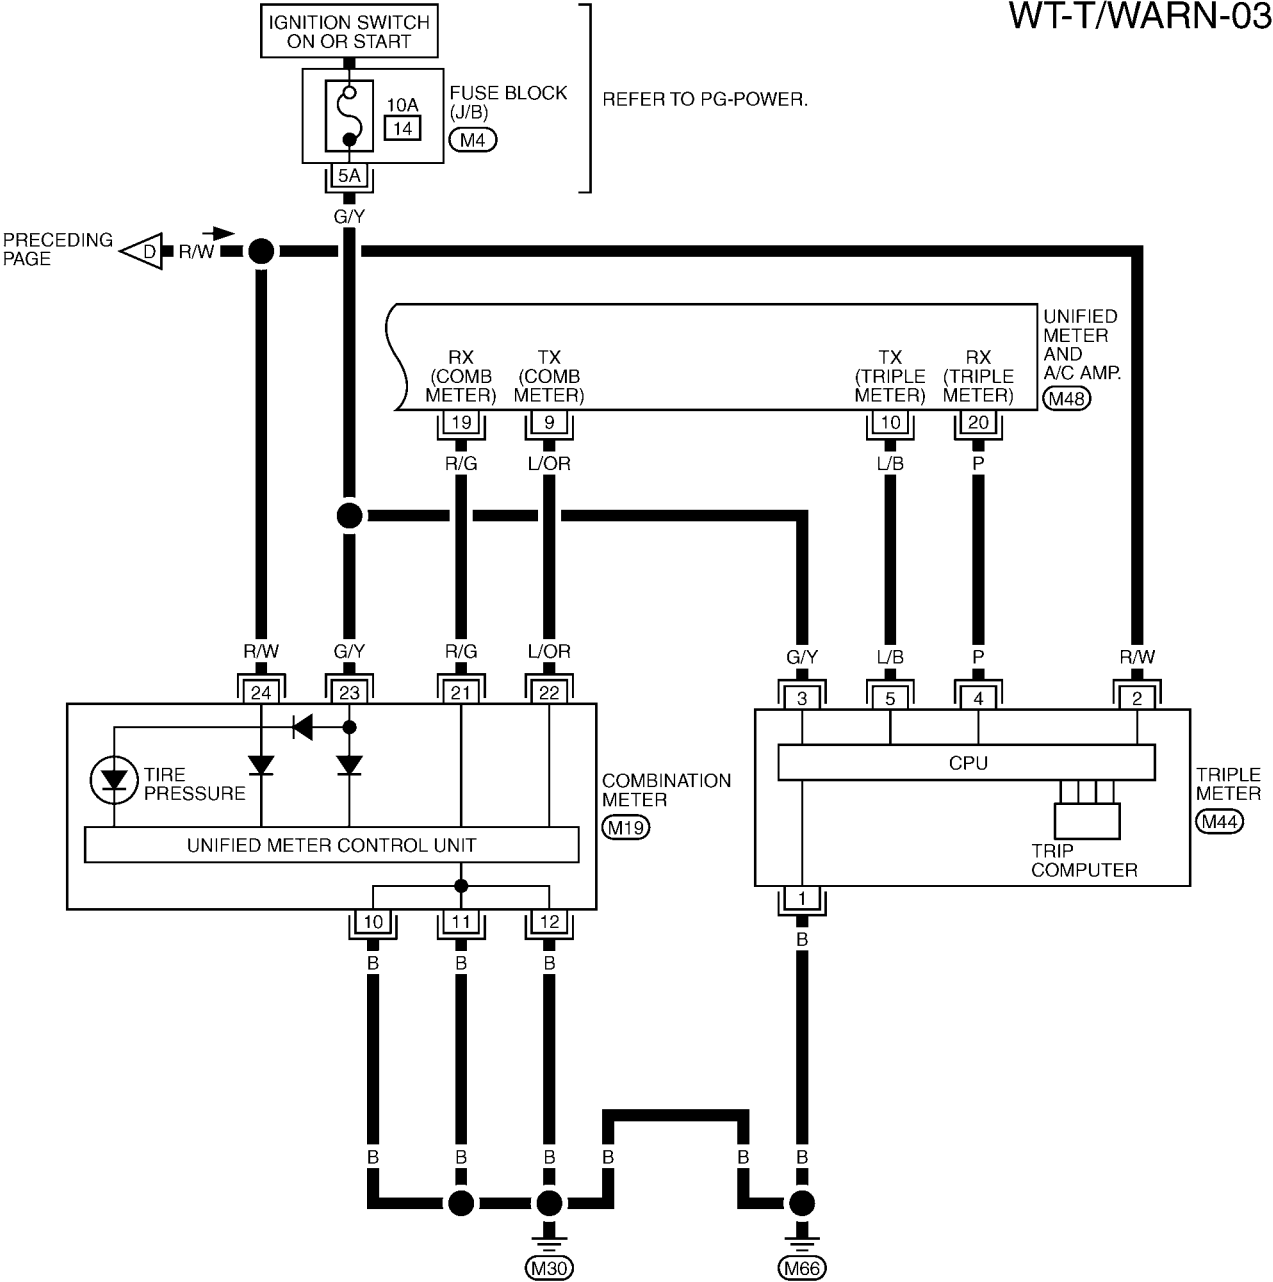 WT-T/WARN-03
IGNITION SWITCH
ON OR START
10A
14
FUSE BLOCK
(J/B)
M4
REFER TO PG-POWER.
5A
G/Y
PRECEDING
PAGE
D
R/W
UNIFIED
METER
AND
A/C AMP.
M48
RX
(COMB
METER)
TX
(COMB
METER)
TX
(TRIPLE
METER)
RX
(TRIPLE
METER)
19
9
10
20
R/G
L/OR
L/B
P
R/W
G/Y
R/G
L/OR
G/Y
L/B
P
R/W
24
23
21
22
3
5
4
2
TIRE
PRESSURE
UNIFIED METER CONTROL UNIT
COMBINATION
METER
M19
CPU
TRIP
COMPUTER
TRIPLE
METER
M44
10
11
12
1
B
B
B
B
B
B
B
B
B
B
M30
M66